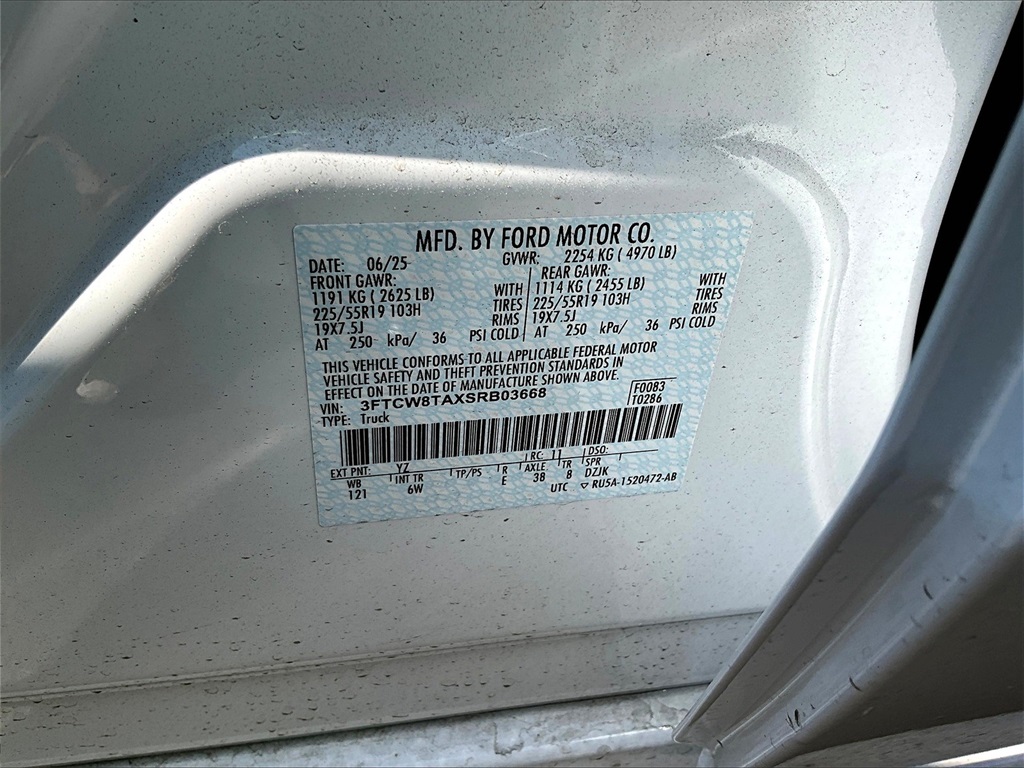 MFD. BY FORD MOTOR CO.
DATE: 06/25 GVWR: 2254 KG ( 4970 LB)
FRONT GAWR: REAR GAWR:
1191 KG ( 2625 LB) WITH 1114 KG ( 2455 LB) WITH
225/55R19 103H TIRES 225/55R19 103H TIRES
19X7.5J RIMS 19X7.5J RIMS
AT 250 kPa/ 36 PSI COLD AT 250 kPa/ 36 PSI COLD
THIS VEHICLE CONFORMS TO ALL APPLICABLE FEDERAL MOTOR
VEHICLE SAFETY AND THEFT PREVENTION STANDARDS IN
EFFECT ON THE DATE OF MANUFACTURE SHOWN ABOVE.
VIN: 3FTCW8TAXSRB03668 F0083
TYPE: Truck T0286
EXT PNT: YZ RC: 11 DSO:
WB INT TR TP/PS R AXLE TR SPR
121 6W E 38 8 DZJK
UTC ▽ RU5A-1520472-AB